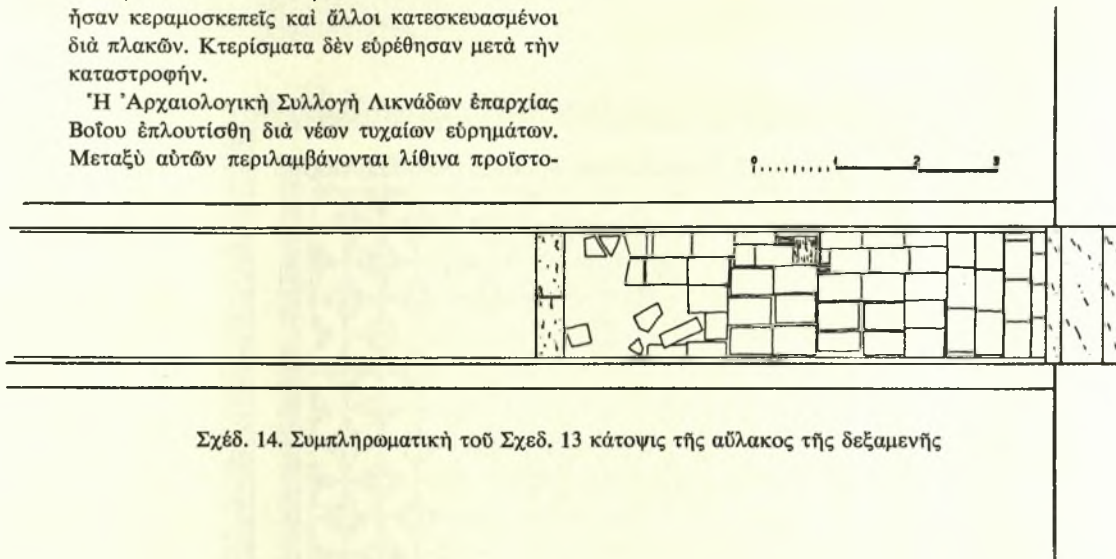 ἦσαν κεραμοσκεπεῖς καὶ ἄλλοι κατεσκευασμένοι
διὰ πλακῶν. Κτερίσματα δὲν εὑρέθησαν μετὰ τὴν
καταστροφήν.
Ἡ Ἀρχαιολογικὴ Συλλογὴ Λικνάδων ἐπαρχίας
Βοΐου ἐπλουτίσθη διὰ νέων τυχαίων εὑρημάτων.
Μεταξὺ αὐτῶν περιλαμβάνονται λίθινα προϊστο-
0 1 2 3
Σχέδ. 14. Συμπληρωματικὴ τοῦ Σχεδ. 13 κάτοψις τῆς αὔλακος τῆς δεξαμενῆς